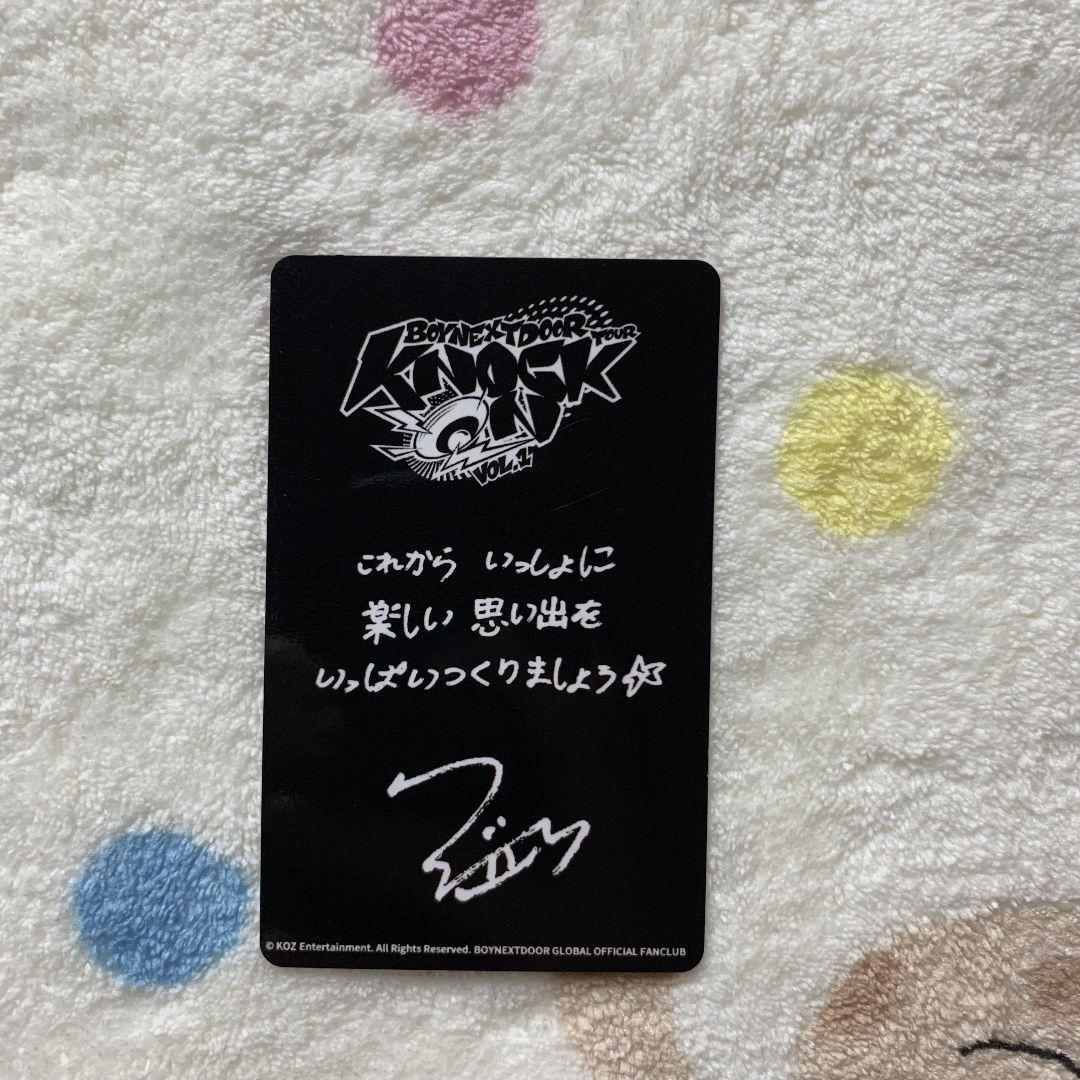 BOYNEXTDOOR TOUR
KNOCK
ON
VOL.1
これから いっしょに
楽しい 思い出を
いっぱいつくりましょう☆
© KOZ Entertainment. All Rights Reserved. BOYNEXTDOOR GLOBAL OFFICIAL FANCLUB